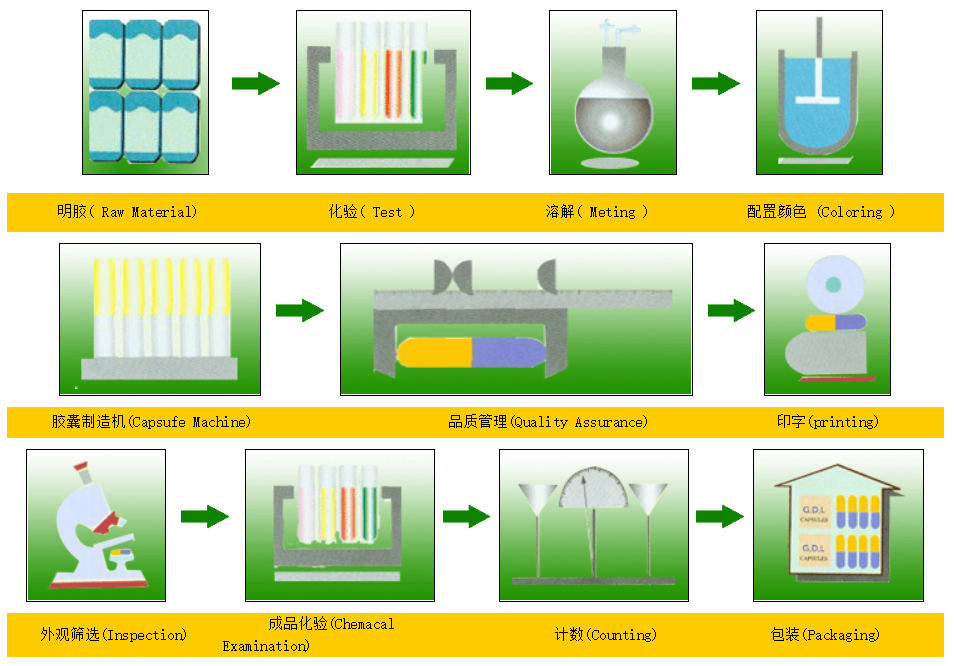 明胶( Raw Material)
化验( Test )
溶解( Meting )
配置颜色 (Coloring )
胶囊制造机(Capsufe Machine)
品质管理(Quality Assurance)
印字(printing)
G.D.L
CAPSULES
G.D.L
CAPSULES
外观筛选(Inspection)
成品化验(Chemacal
Examination)
计数(Counting)
包装(Packaging)